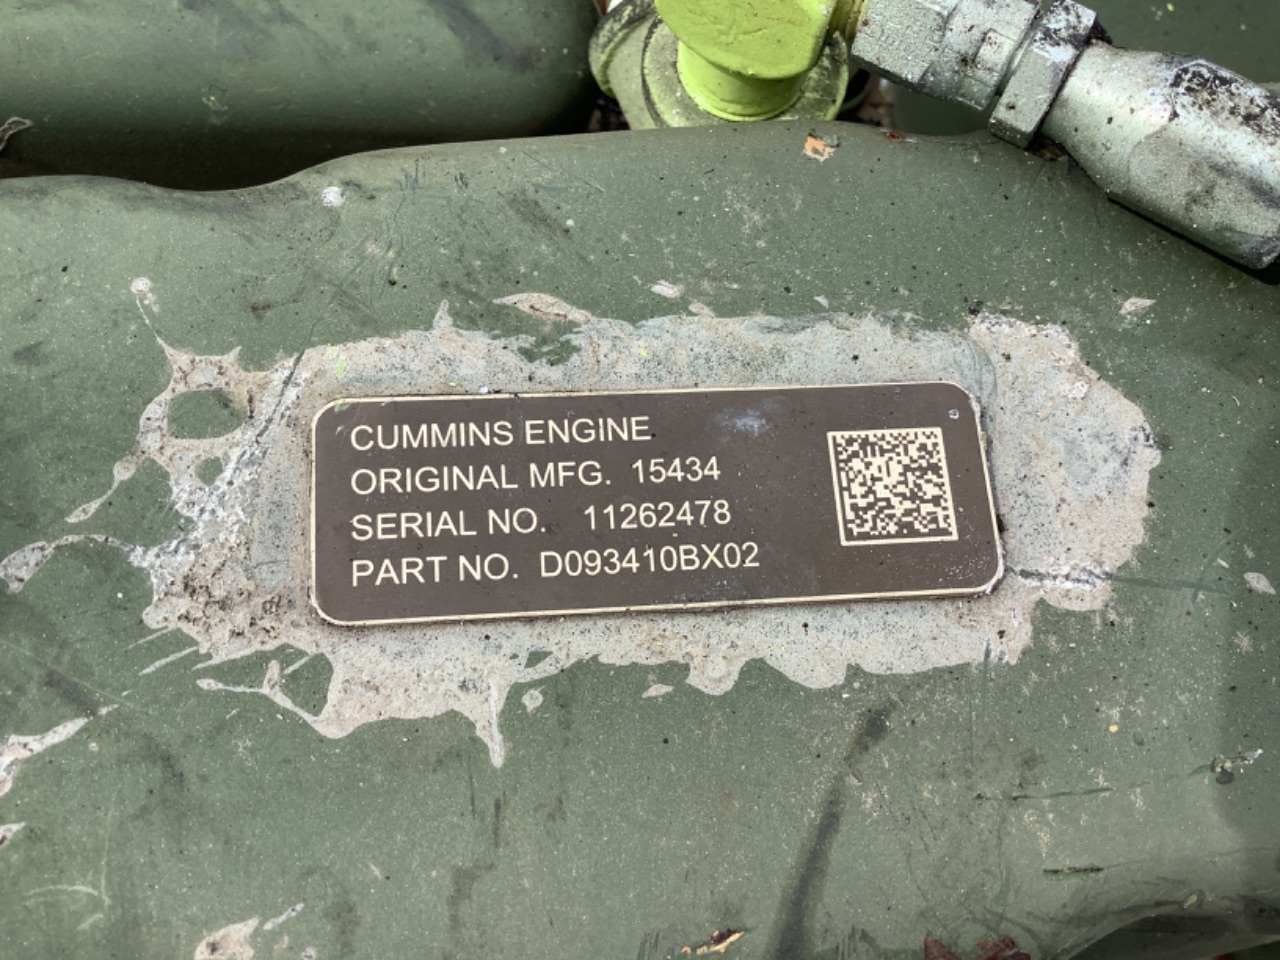 CUMMINS ENGINE
ORIGINAL MFG. 15434
SERIAL NO. 11262478
PART NO. D093410BX02